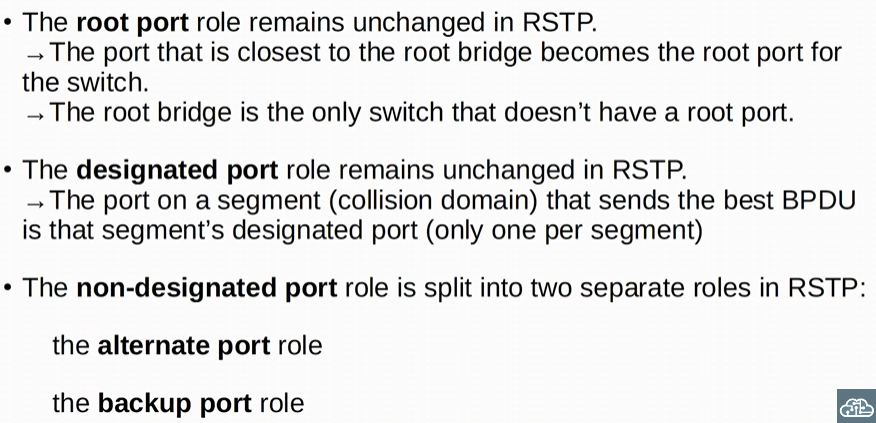 • The root port role remains unchanged in RSTP.
→The port that is closest to the root bridge becomes the root port for
the switch.
→The root bridge is the only switch that doesn't have a root port.
• The designated port role remains unchanged in RSTP.
→The port on a segment (collision domain) that sends the best BPDU
is that segment's designated port (only one per segment)
• The non-designated port role is split into two separate roles in RSTP:
the alternate port role
the backup port role